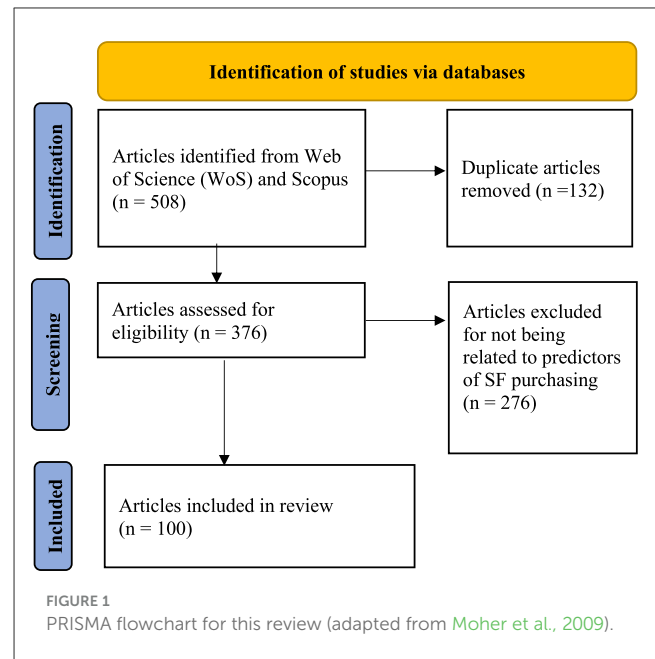 Identification of studies via databases
Identification
Articles identified from Web
of Science (WoS) and Scopus
(n = 508)
Duplicate articles
removed (n =132)
Screening
Articles assessed for
eligibility (n = 376)
Articles excluded
for not being
related to predictors
of SF purchasing
(n = 276)
Included
Articles included in review
(n = 100)
FIGURE 1
PRISMA flowchart for this review (adapted from Moher et al., 2009).